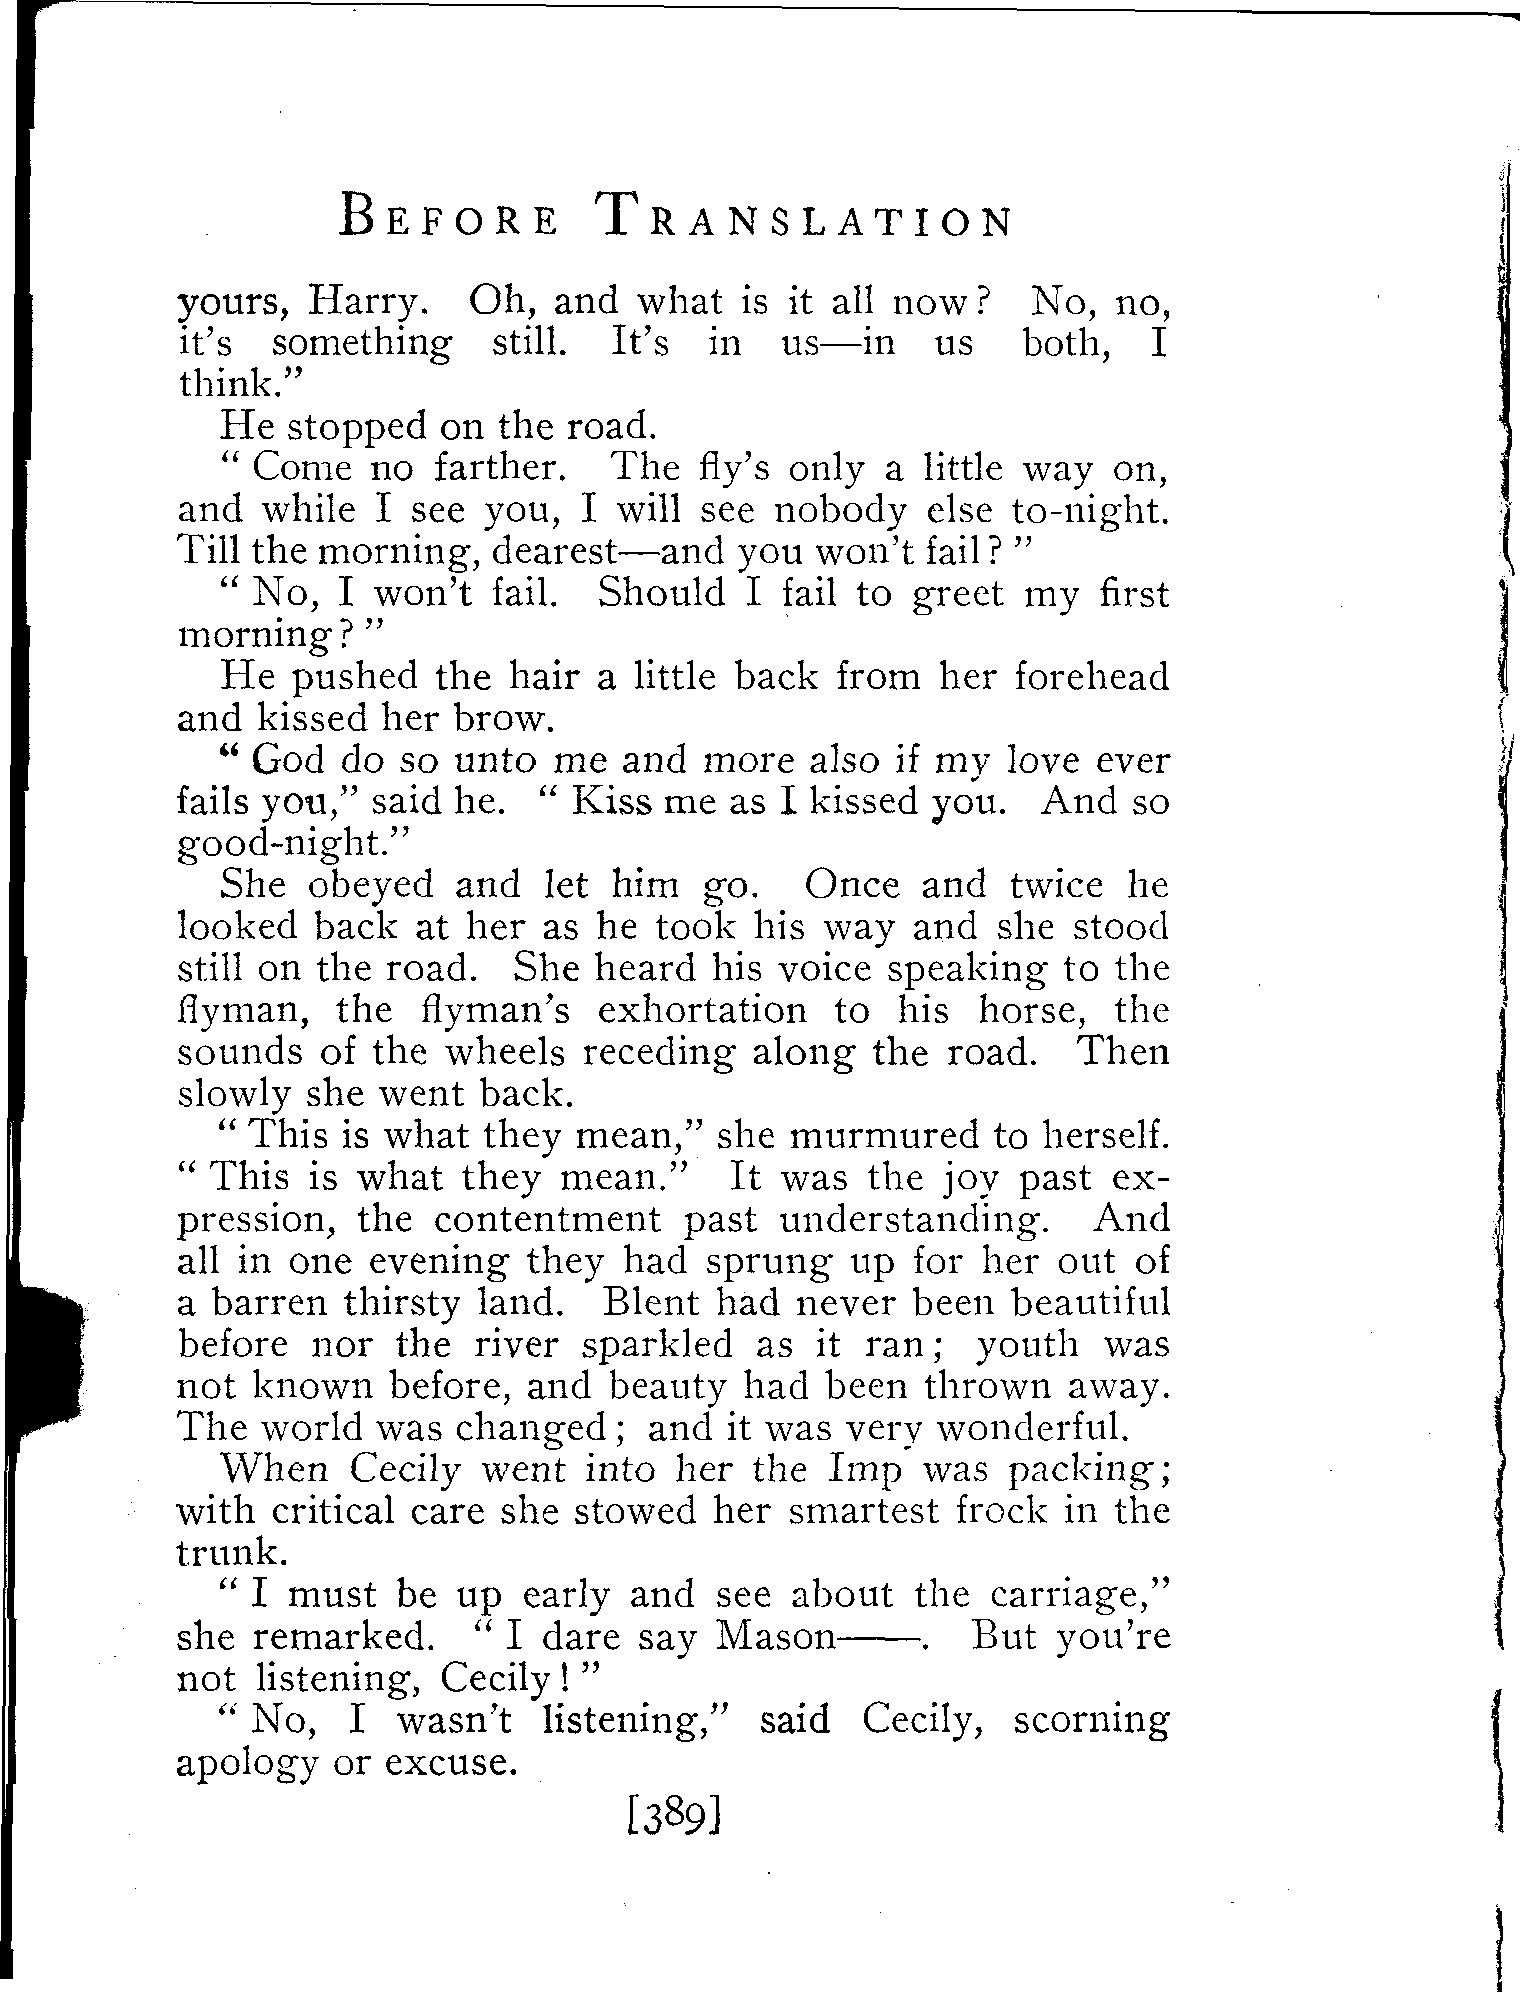 BEFORE TRANSLATION
yours, Harry. Oh, and what is it all now? No, no,
it's something still. It's in us—in us both, I
think."
He stopped on the road.
" Come no farther. The fly's only a little way on,
and while I see you, I will see nobody else to-night.
Till the morning, dearest—and you won't fail? "
" No, I won't fail. Should I fail to greet my first
morning? "
He pushed the hair a little back from her forehead
and kissed her brow.
" God do so unto me and more also if my love ever
fails you," said he. " Kiss me as I kissed you. And so
good-night."
She obeyed and let him go. Once and twice he
looked back at her as he took his way and she stood
still on the road. She heard his voice speaking to the
flyman, the flyman's exhortation to his horse, the
sounds of the wheels receding along the road. Then
slowly she went back.
" This is what they mean," she murmured to herself.
" This is what they mean." It was the joy past ex-
pression, the contentment past understanding. And
all in one evening they had sprung up for her out of
a barren thirsty land. Blent had never been beautiful
before nor the river sparkled as it ran; youth was
not known before, and beauty had been thrown away.
The world was changed; and it was very wonderful.
When Cecily went into her the Imp was packing;
with critical care she stowed her smartest frock in the
trunk.
" I must be up early and see about the carriage,"
she remarked. " I dare say Mason——. But you're
not listening, Cecily! "
" No, I wasn't listening," said Cecily, scorning
apology or excuse.
[389]